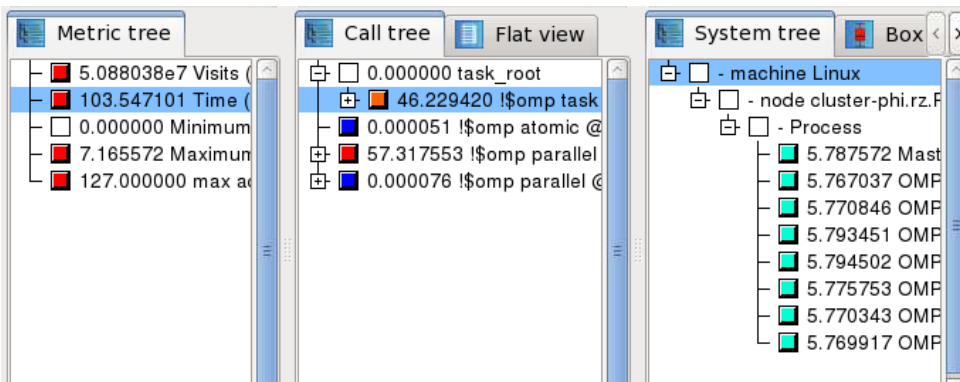 Metric tree
5.088038e7 Visits (
103.547101 Time (
0.000000 Minimum
7.165572 Maximum
127.000000 max a
Call tree
Flat view
0.000000 task_root
46.229420 !$omp task
0.000051 !$omp atomic @
57.317553 !$omp parallel
0.000076 !$omp parallel @
System tree
Box
- machine Linux
- node cluster-phi.rz.R
- Process
5.787572 Mast
5.767037 OMP
5.770846 OMP
5.793451 OMP
5.794502 OMP
5.775753 OMP
5.770343 OMP
5.769917 OMP